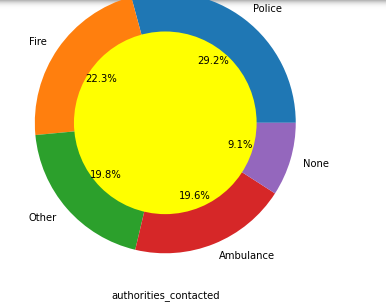 Police
Fire
29.2%
22.3%
9.1%
None
19.8%
19.6%
Other
Ambulance
authorities_contacted